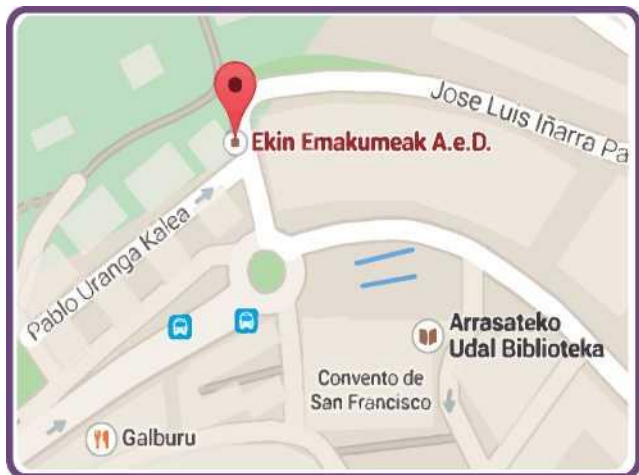 Jose Luis Iñarra Pa
Ekin Emakumeak A.e.D.
Pablo Uranga Kalea
Arrasateko
Udal Biblioteka
Convento de
San Francisco
Galburu